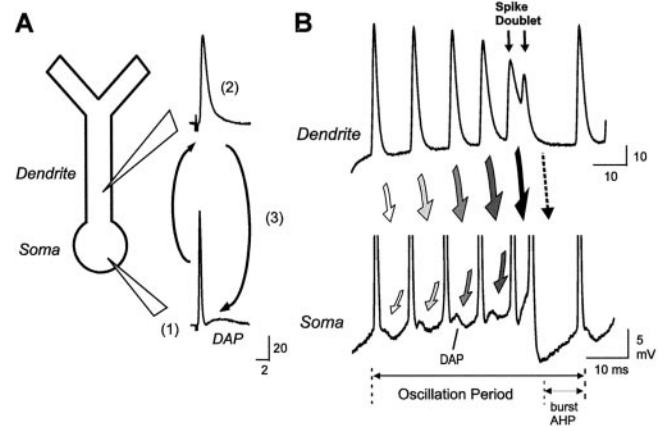 A
B
Spike
Doublet
(2)
Dendrite
10
10
Dendrite
(3)
Soma
(1)
DAP
20
2
Soma
DAP
5
mV
10 ms
Oscillation Period
burst
AHP